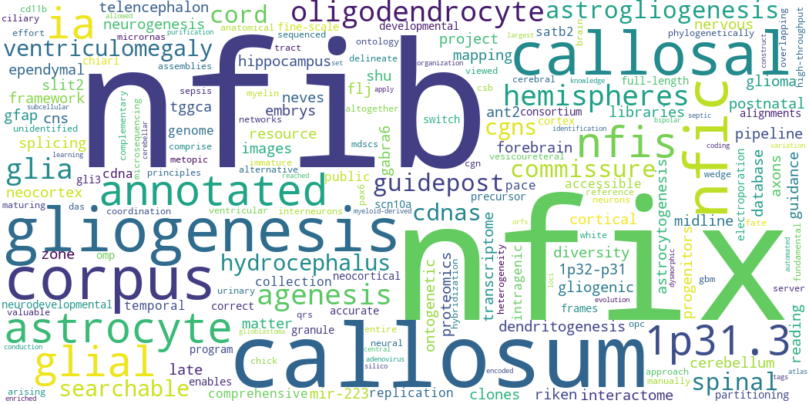 cd11b
allowed
telencephalon
oligodendrocyte
astrogliogenesis
ciliary
effort
micrornas
purification
ia
neurogenesis
cord
anatomical
fine-scale
sequenced
developmental
satb2
brain
nervous
phylogenetically
construct
overlapping
high-throughput
ventriculomegaly
chiari
hippocampus
tract
set
ontology
delineate
project
mapping
callosal
largest
ependymal
assemblies
organization
viewed
cerebral
knowledge
full-length
glioma
slit2
sepsis
networks
myelin
apply
shu
csb
hemispheres
postnatal
framework
tggca
neves
flj
altogether
ant2
consortium
cortex
libraries
alignments
gfap
cns
complementary
microsequencing
cerebellar
genome
embrys
switch
cgns
forebrain
identification
bipolar
septic
pipeline
unidentified
subcellular
comprise
resource
gabra6
nfib
nfis
nfic
coding
variation
splicing
learning
metopic
images
mdscs
cgn
commissure
electroporation
database
axons
guidance
glia
gli3
cdna
principles
immature
public
guidepost
pace
vesicoureteral
wedge
accessible
reference
neurons
neocortex
annotated
alternative
reached
pax6
myeloid-derived
scn10a
precursor
cortical
astrocytogenesis
progenitors
orfs
fate
maturing
das
coordination
ventricular
interneurons
cdnas
midline
fundamental
automated
gliogenesis
nfix
diversity
white
loci
dysmorphic
zone
omp
hydrocephalus
neocortical
ontogenetic
proteomics
hybridization
transcriptome
heterogeneity
intragenic
1p32-p31
gliogenic
gbm
server
corpus
agenesis
collection
frames
evolution
neurodevelopmental
temporal
correct
urinary
accurate
dendritogenesis
opc
reading
valuable
astrocyte
matter
qrs
entire
1p31.3
conduction
program
granule
glioblastoma
neural
central
adenovirus
silico
callosum
approach
cerebellum
tags
atlas
glial
late
chick
encoded
manually
spinal
arising
enriched
searchable
enables
comprehensive
mir-223
replication
clones
riken
interactome
partitioning